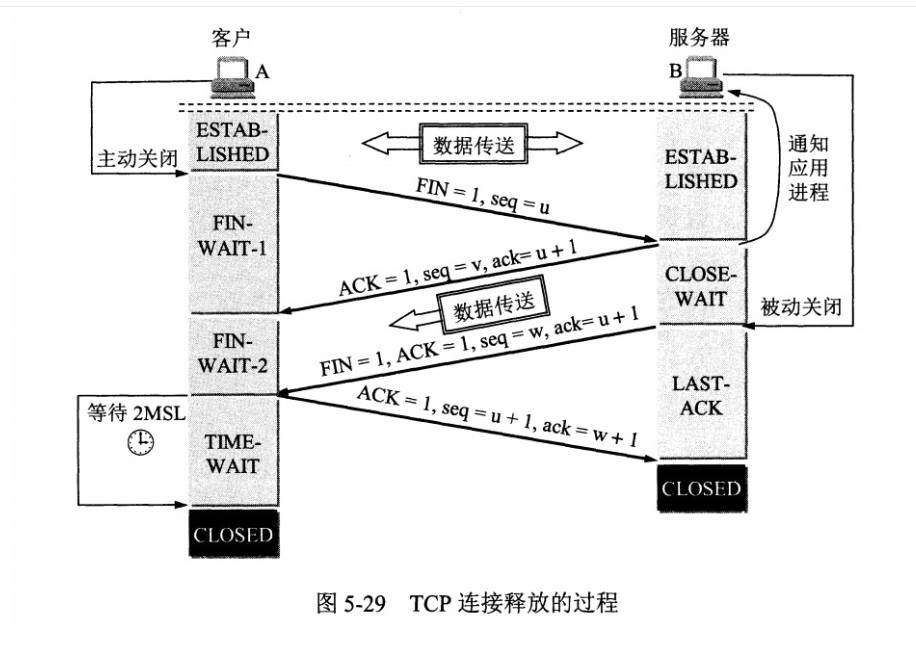 客户
服务器
A
B
ESTAB-
LISHED
数据传送
主动关闭
ESTAB-
LISHED
通知
应用
进程
FIN = 1, seq = u
FIN-
WAIT-1
ACK = 1, seq = v, ack= u + 1
CLOSE-
WAIT
数据传送
被动关闭
FIN-
WAIT-2
FIN = 1, ACK = 1, seq = w, ack= u + 1
LAST-
ACK
ACK = 1, seq = u + 1, ack = w + 1
等待 2MSL
TIME-
WAIT
CLOSED
CLOSED
图 5-29 TCP 连接释放的过程